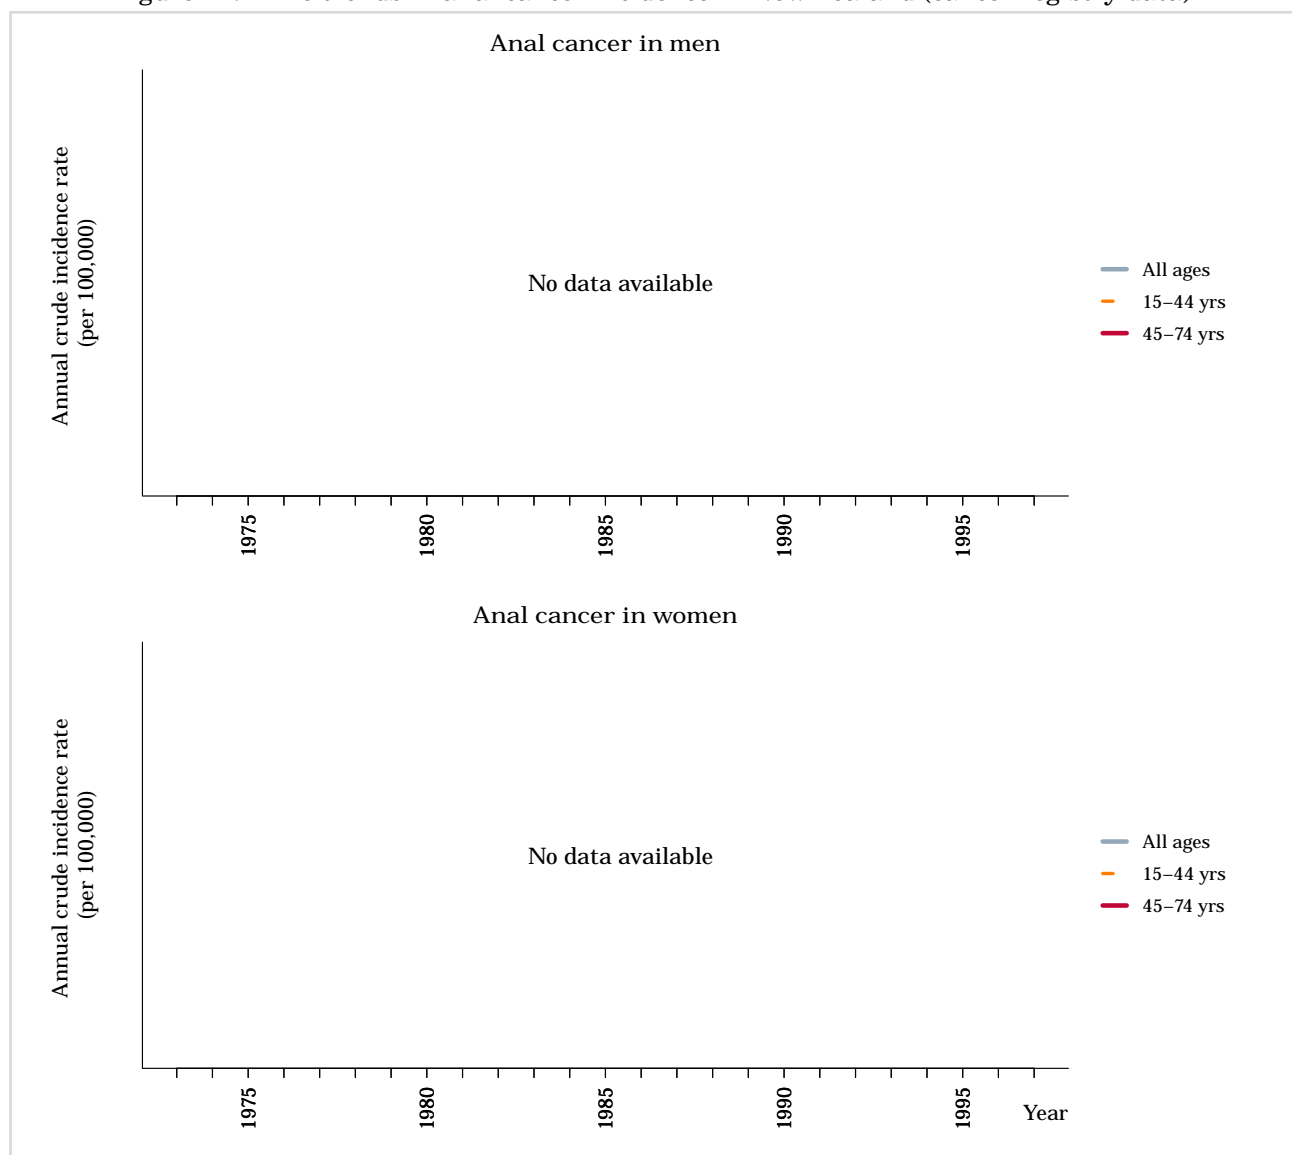 Anal cancer in men
Annual crude incidence rate
(per 100,000)
No data available
All ages
15–44 yrs
45–74 yrs
1975
1980
1985
1990
1995
Anal cancer in women
Annual crude incidence rate
(per 100,000)
No data available
All ages
15–44 yrs
45–74 yrs
1975
1980
1985
1990
1995
Year